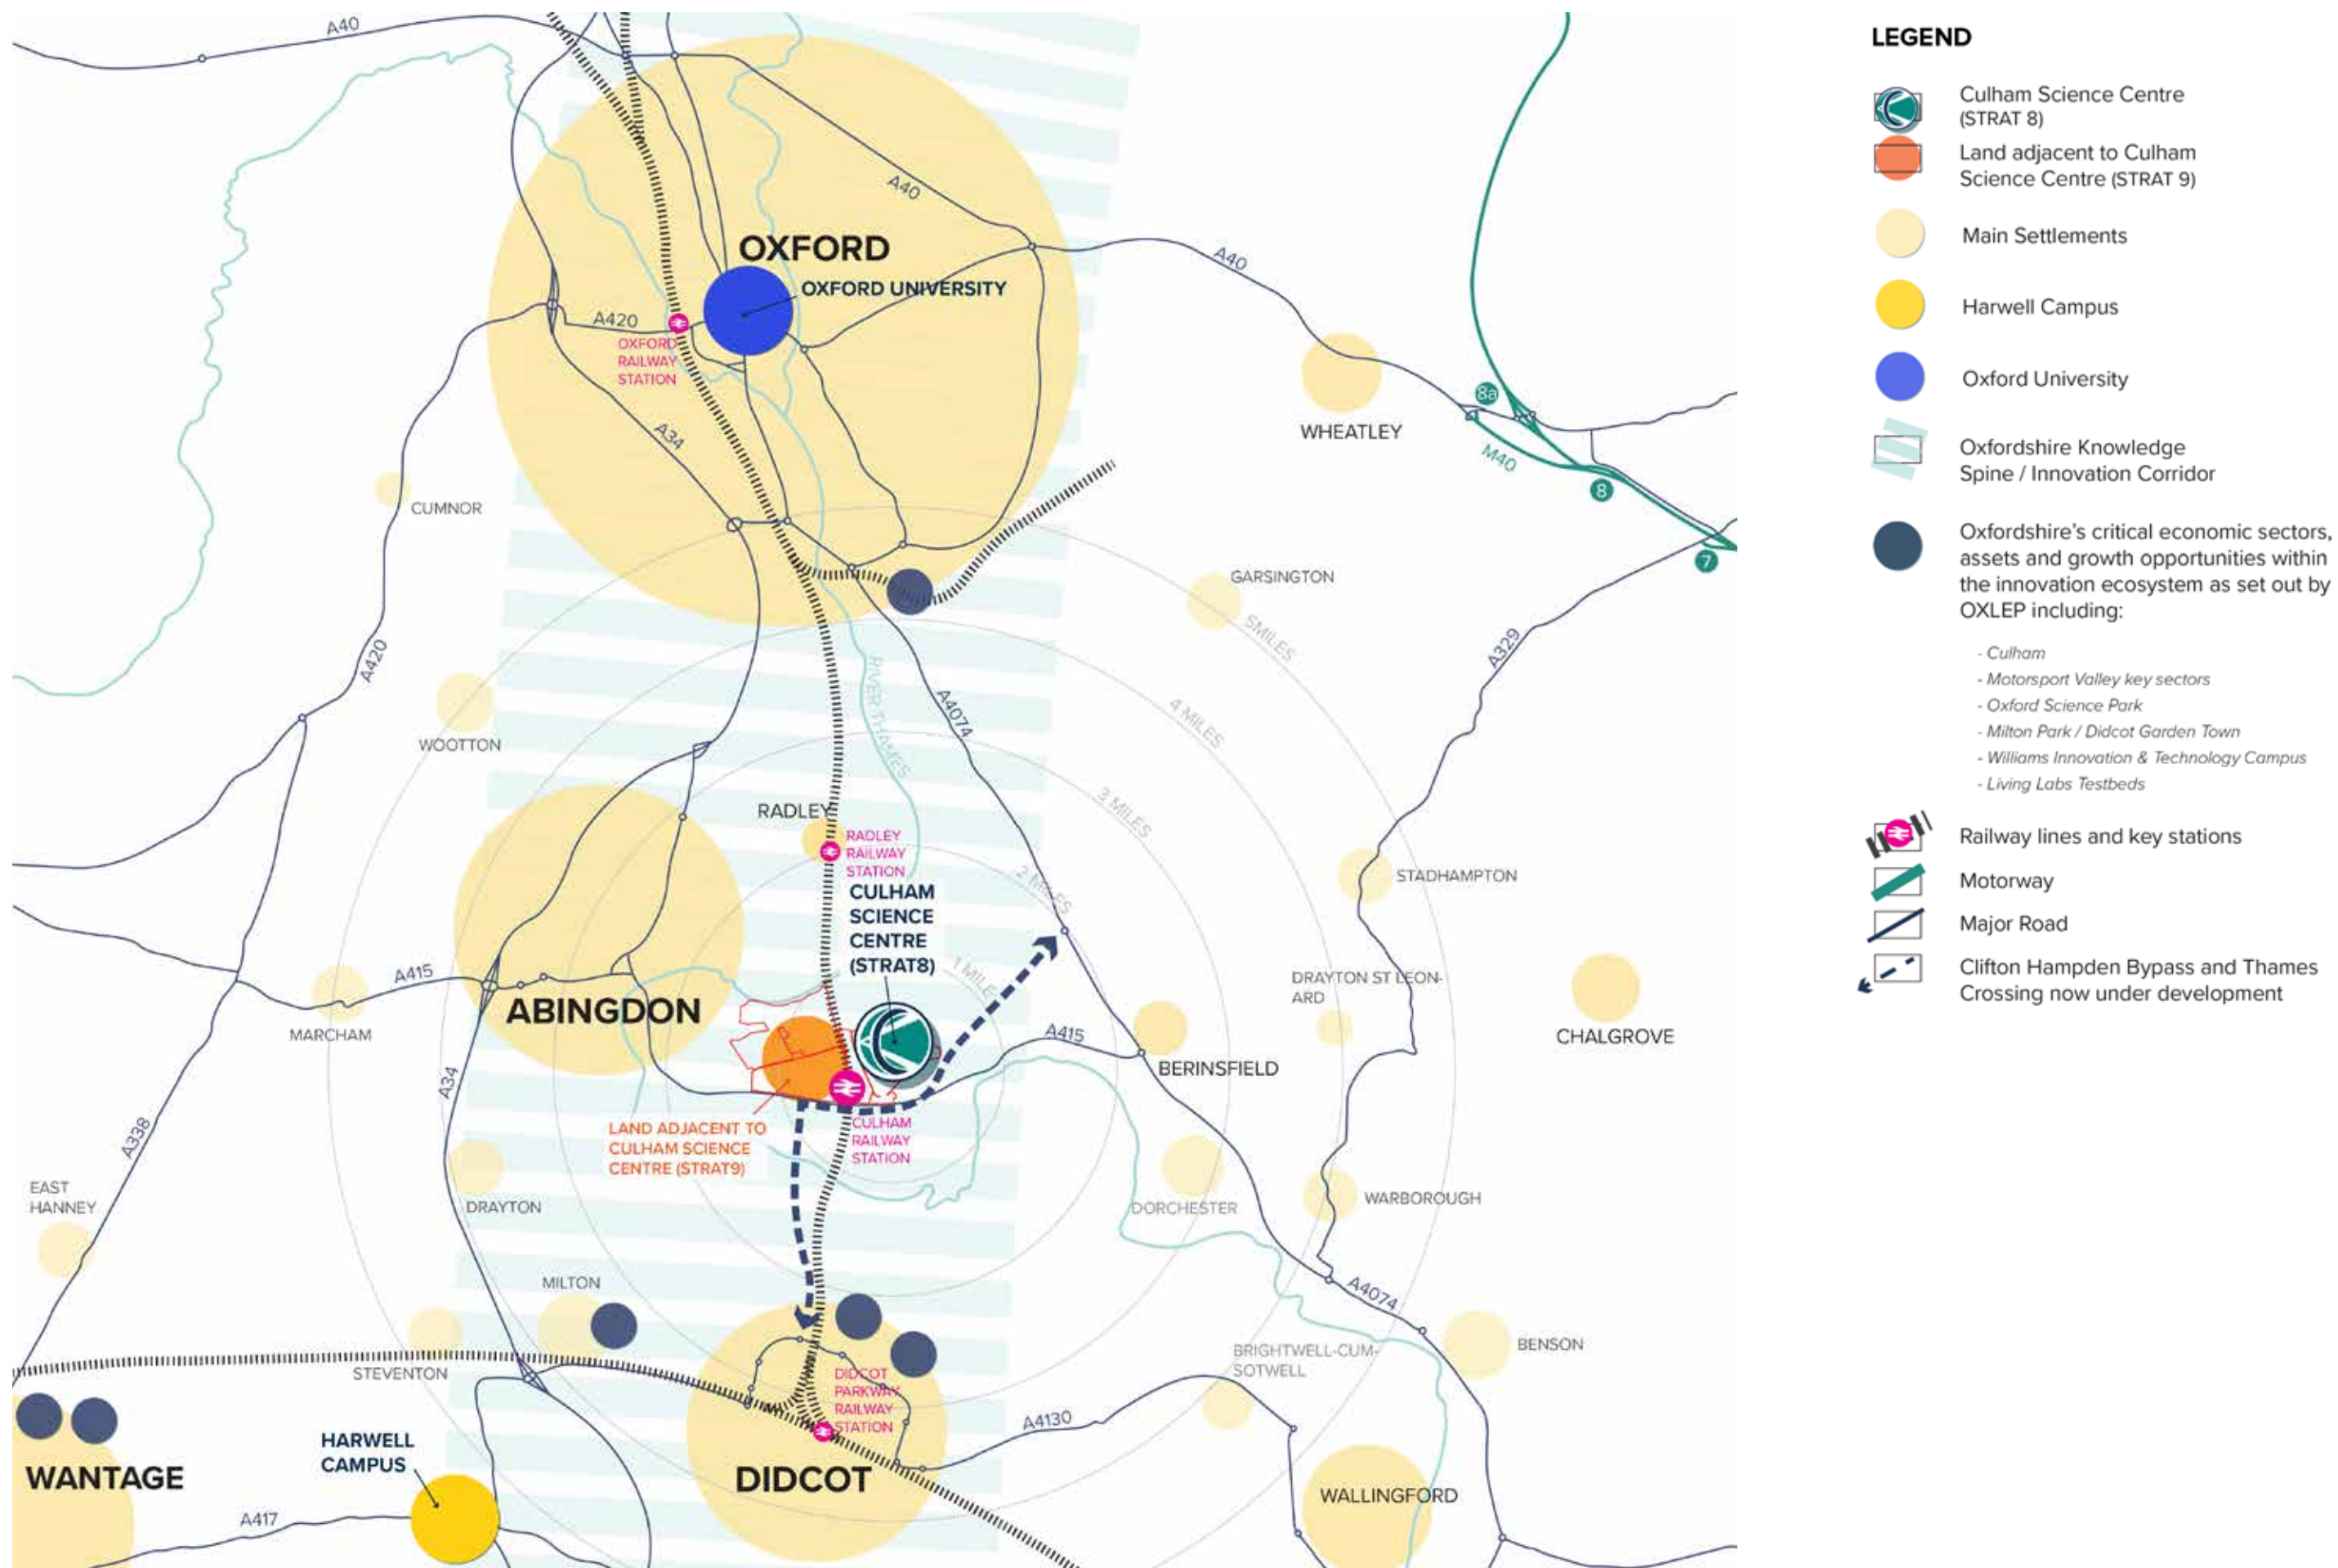 A40
A40
OXFORD
OXFORD UNIVERSITY
A40
A420
OXFORD
RAILWAY
STATION
A34
WHEATLEY
8a
M40
8
7
CUMNOR
GARSINGTON
5MILES
A420
A329
RIVER THAMES
A4074
4 MILES
WOOTTON
3 MILES
RADLEY
RADLEY
RAILWAY
STATION
2 MILES
STADHAMPTON
CULHAM
SCIENCE
CENTRE
(STRAT8)
1 MILE
A415
ABINGDON
MARCHAM
DRAYTON ST LEON-
ARD
CHALGROVE
A415
BERINSFIELD
A34
A338
LAND ADJACENT TO
CULHAM SCIENCE
CENTRE (STRAT9)
CULHAM
RAILWAY
STATION
EAST
HANNEY
DRAYTON
DORCHESTER
WARBOROUGH
MILTON
A4074
STEVENTON
BRIGHTWELL-CUM-
SOTWELL
BENSON
DIDCOT
PARKWAY
RAILWAY
STATION
A4130
HARWELL
CAMPUS
WANTAGE
DIDCOT
WALLINGFORD
A417
LEGEND
Culham Science Centre
(STRAT 8)
Land adjacent to Culham
Science Centre (STRAT 9)
Main Settlements
Harwell Campus
Oxford University
Oxfordshire Knowledge
Spine / Innovation Corridor
Oxfordshire's critical economic sectors,
assets and growth opportunities within
the innovation ecosystem as set out by
OXLEP including:
- Culham
- Motorsport Valley key sectors
- Oxford Science Park
- Milton Park / Didcot Garden Town
- Williams Innovation & Technology Campus
- Living Labs Testbeds
Railway lines and key stations
Motorway
Major Road
Clifton Hampden Bypass and Thames
Crossing now under development